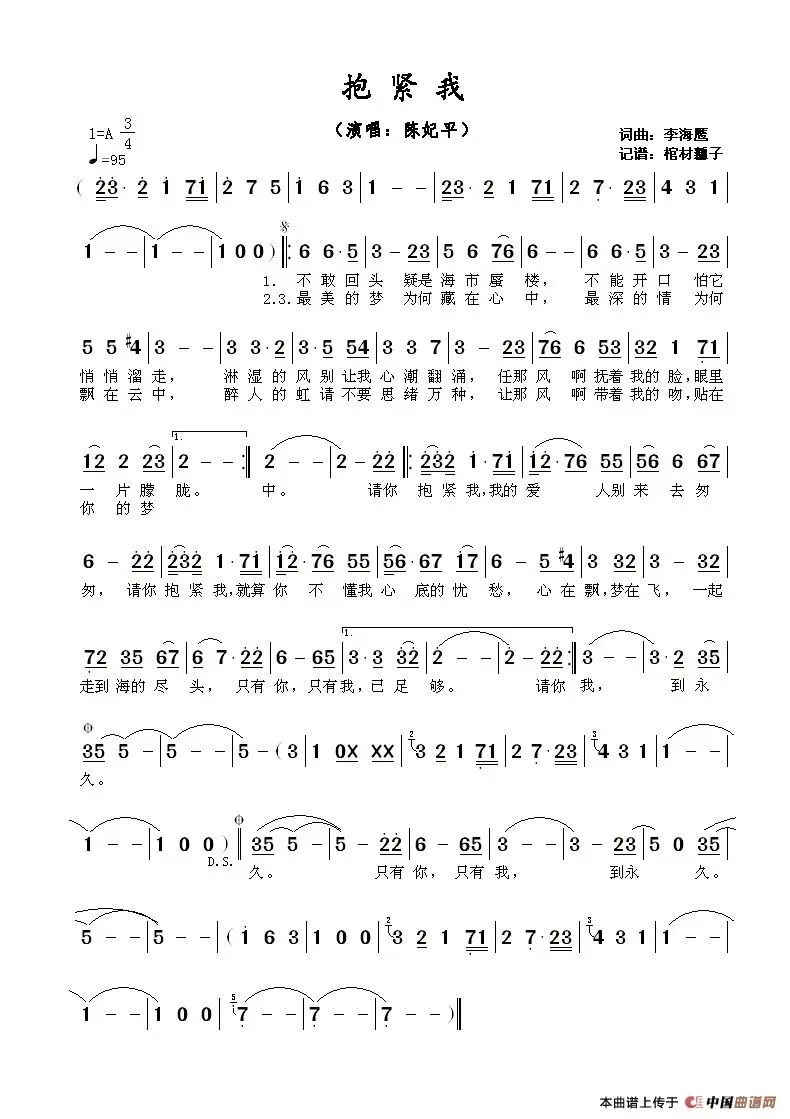 抱紧我
（演唱：陈妃平）
1=A 3/4
♩=95
词曲：李海鹰
记谱：棺材瓤子
( 23· 2 1 71 | 2 7 5 | 1 6 3 | 1 - - | 23· 2 1 71 | 2 7· 23 | 4 3 1 |
1 - - | 1 - - | 1 0 0 ) ‖: 6 6· 5 | 3 - 23 | 5 6 76 | 6 - - | 6 6· 5 | 3 - 23 |
1. 不敢回头 疑是海市蜃楼， 不能开口 怕它
2.3. 最美的梦 为何藏在心中， 最深的情 为何
5 5 #4 | 3 - - | 3 3· 2 | 5 5 54 | 3 3 7 | 3 - 23 | 76 6 53 | 32 1 71 |
悄悄溜走， 淋湿的风别让我心潮翻涌，任那风啊抚着我的脸，眼里
飘在云中， 醉人的虹请不要思绪万种，让那风啊带着我的吻，贴在
1.
12 2 23 | 2 - - :‖ 2 - - | 2 - 22 ‖: 232 1· 71 | 12· 76 55 | 56 6 67 |
一片朦胧。 中。 请你抱紧我，我的爱 人别来去匆
你的梦
6 - 22 | 232 1· 71 | 12· 76 55 | 56· 67 17 | 6 - 5#4 | 3 32 3 | 3 - 32 |
匆，请你抱紧我，就算你不懂我心底的忧愁，心在飘，梦在飞，一起
1.
72 35 67 | 6 7· 22 | 6 - 65 | 3· 3 32 | 2 - - | 2 - 22 :‖ 3 - - | 3· 2 35 |
走到海的尽头，只有你，只有我，已足够。 请你我， 到永
35 5 - | 5 - - | 5 - ( 3 | 1 0X XX | 2 3 2 1 71 | 2 7· 23 | 3 4 3 1 | 1 - - |
久。
1 - - | 1 0 0 ) ‖ 35 5 - | 5 - 22 | 6 - 65 | 3 - - | 3 - 23 | 5 0 35 |
D.S.
久。 只有你，只有我， 到永 久。
5 - - | 5 - - | ( 1 6 3 | 1 0 0 | 2 3 2 1 71 | 2 7· 23 | 3 4 3 1 | 1 - - |
1 - - | 1 0 0 | 5 7 - - | 7 - - | 7 - - ) ‖
本曲谱上传于 中国曲谱网